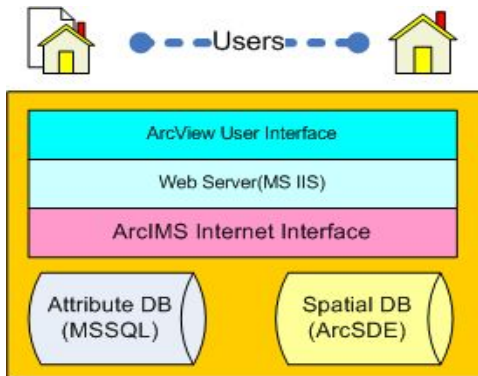 Users
ArcView User Interface
Web Server(MS IIS)
ArcIMS Internet Interface
Attribute DB
(MSSQL)
Spatial DB
(ArcSDE)